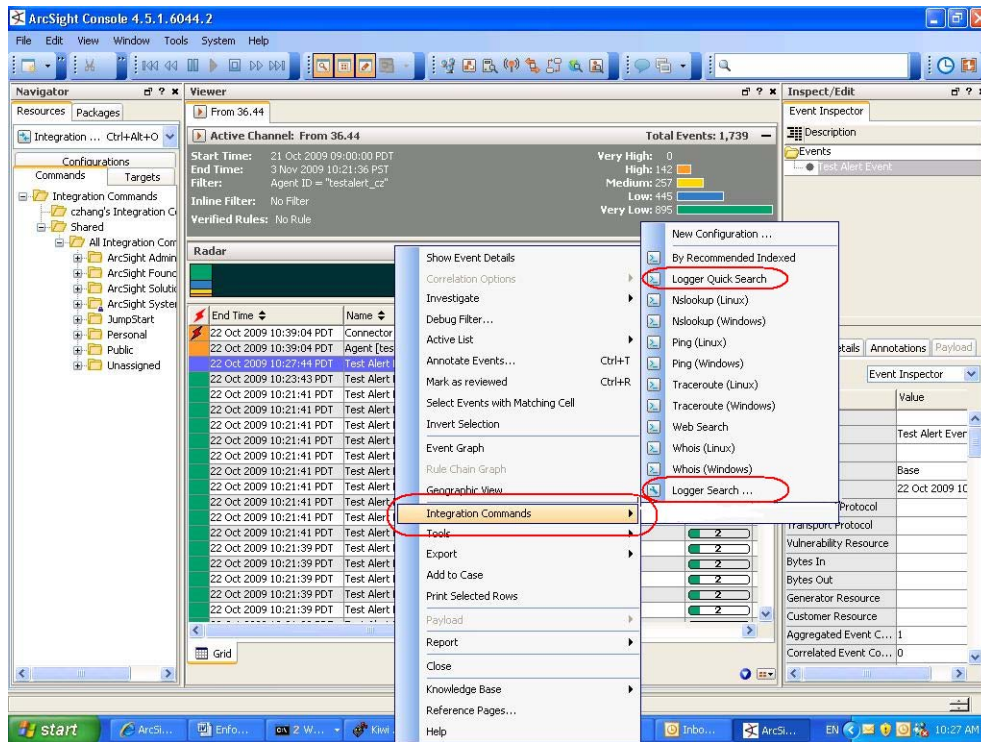 ArcSight Console 4.5.1.6044.2
File Edit View Window Tools System Help
Navigator
Resources Packages
Integration ... Ctrl+Alt+O
Configurations
Commands Targets
Integration Commands
czhang's Integration C
Shared
All Integration Com
ArcSight Admin
ArcSight Found
ArcSight Soluti
ArcSight Syster
JumpStart
Personal
Public
Unassigned
Viewer
From 36.44
Active Channel: From 36.44 Total Events: 1,739
Start Time: 21 Oct 2009 09:00:00 PDT
End Time: 3 Nov 2009 10:21:36 PST
Filter: Agent ID = "testalert_cz"
Inline Filter: No Filter
Verified Rules: No Rule
Very High: 0
High: 142
Medium: 257
Low: 445
Very Low: 895
Radar
End Time Name
22 Oct 2009 10:39:04 PDT Connector
22 Oct 2009 10:39:04 PDT Agent [tes
22 Oct 2009 10:27:44 PDT Test Alert
22 Oct 2009 10:23:43 PDT Test Alert
22 Oct 2009 10:21:41 PDT Test Alert
22 Oct 2009 10:21:41 PDT Test Alert
22 Oct 2009 10:21:41 PDT Test Alert
22 Oct 2009 10:21:41 PDT Test Alert
22 Oct 2009 10:21:41 PDT Test Alert
22 Oct 2009 10:21:41 PDT Test Alert
22 Oct 2009 10:21:41 PDT Test Alert
22 Oct 2009 10:21:41 PDT Test Alert
22 Oct 2009 10:21:41 PDT Test Alert 2
22 Oct 2009 10:21:39 PDT Test Alert 2
22 Oct 2009 10:21:39 PDT Test Alert 2
22 Oct 2009 10:21:39 PDT Test Alert 2
22 Oct 2009 10:21:39 PDT Test Alert 2
22 Oct 2009 10:21:39 PDT Test Alert
Grid
Show Event Details
Correlation Options
Investigate
Debug Filter...
Active List
Annotate Events... Ctrl+T
Mark as reviewed Ctrl+R
Select Events with Matching Cell
Invert Selection
Event Graph
Rule Chain Graph
Geographic View
Integration Commands
Tools
Export
Add to Case
Print Selected Rows
Payload
Report
Close
Knowledge Base
Reference Pages...
Help
New Configuration ...
By Recommended Indexed
Logger Quick Search
Nslookup (Linux)
Nslookup (Windows)
Ping (Linux)
Ping (Windows)
Traceroute (Linux)
Traceroute (Windows)
Web Search
Whois (Linux)
Whois (Windows)
Logger Search ...
Inspect/Edit
Event Inspector
Description
Events
Test Alert Event
etails Annotations Payload
Event Inspector
Value
Test Alert Ever
Base
22 Oct 2009 10
Protocol
Transport Protocol
Vulnerability Resource
Bytes In
Bytes Out
Generator Resource
Customer Resource
Aggregated Event C... 1
Correlated Event Co... 0
start ArcSi... Enfo... 2 W... Kiwi Inbo... ArcSi... EN 10:27 AM